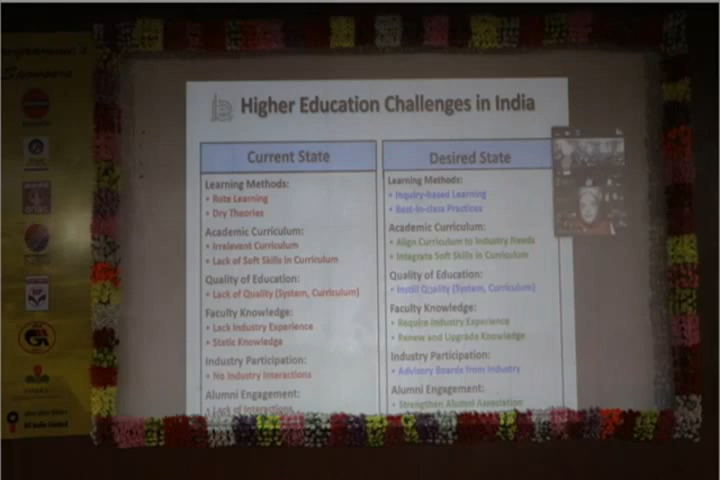 Programme's
Sponsors
Higher Education Challenges in India
Current State
Learning Methods:
• Rote Learning
• Dry Theories
Academic Curriculum:
• Irrelevant Curriculum
• Lack of Soft Skills in Curriculum
Quality of Education:
• Lack of Quality (System, Curriculum)
Faculty Knowledge:
• Lack Industry Experience
• Static Knowledge
Industry Participation:
• No Industry Interactions
Alumni Engagement:
• Lack of Interactions
Desired State
Learning Methods:
• Inquiry-based Learning
• Best-in-class Practices
Academic Curriculum:
• Align Curriculum to Industry Needs
• Integrate Soft Skills in Curriculum
Quality of Education:
• Instill Quality (System, Curriculum)
Faculty Knowledge:
• Require Industry Experience
• Renew and Upgrade Knowledge
Industry Participation:
• Advisory Boards from Industry
Alumni Engagement:
• Strengthen Alumni Association